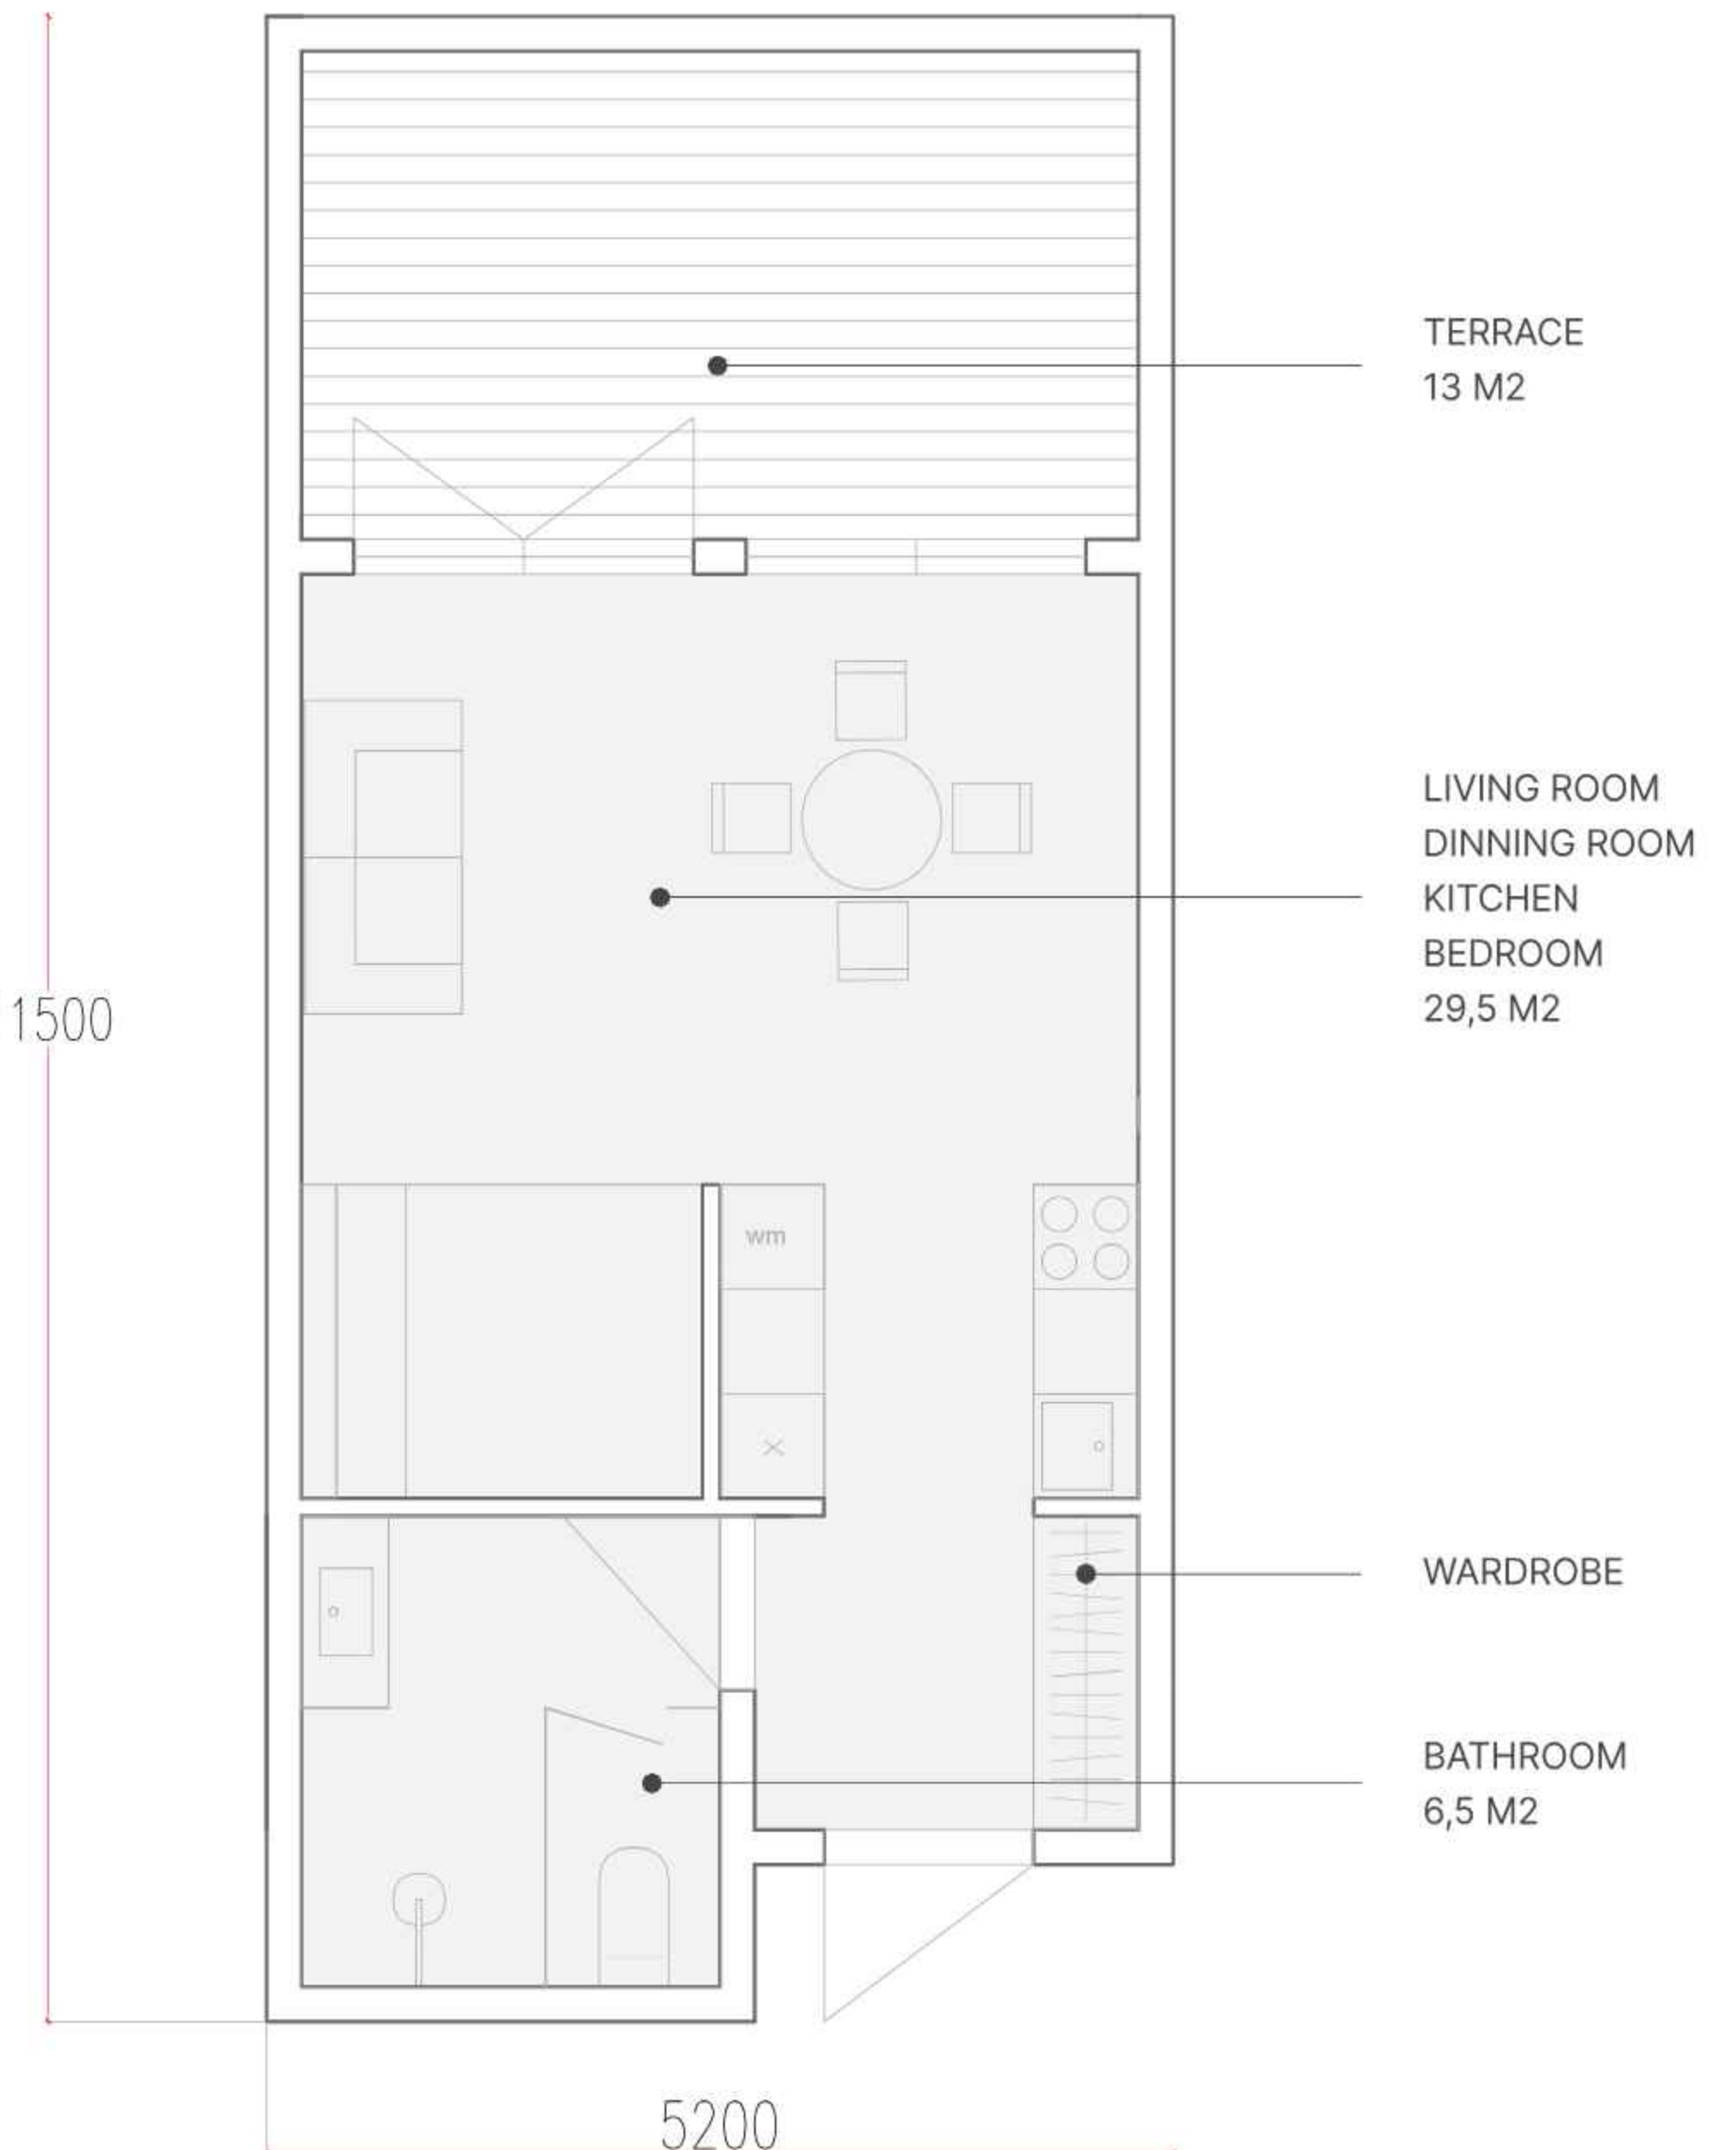 TERRACE
13 M2
LIVING ROOM
DINNING ROOM
KITCHEN
BEDROOM
29,5 M2
1500
wm
WARDROBE
BATHROOM
6,5 M2
5200